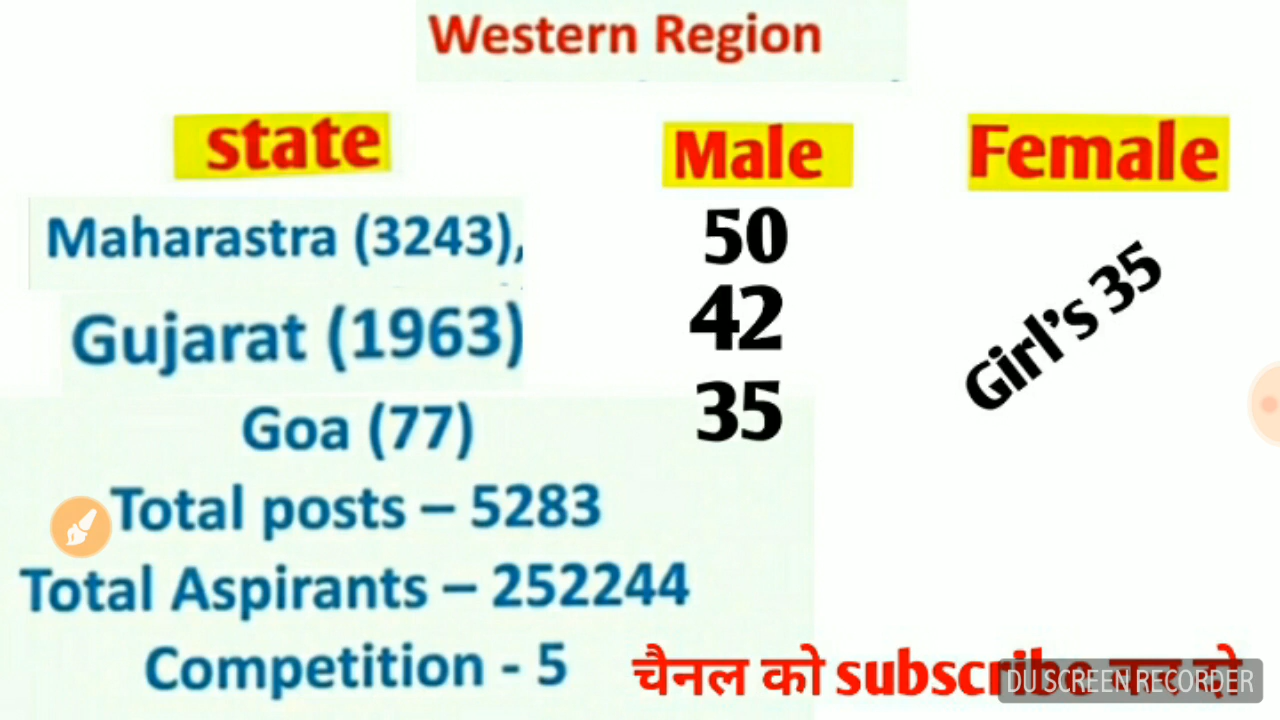 Western Region
state Male Female
Maharastra (3243), 50
Gujarat (1963) 42
Girl's 35
Goa (77) 35
Total posts – 5283
Total Aspirants – 252244
Competition - 5
चैनल को subscribe
DU SCREEN RECORDER